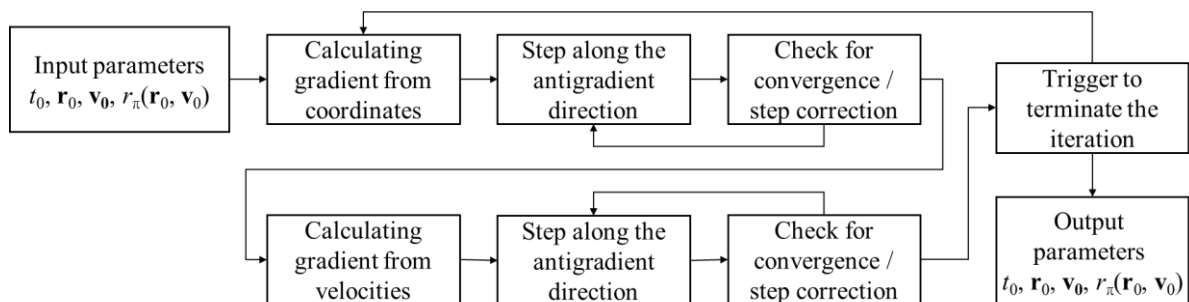 Input parameters
t₀, r₀, v₀, rπ(r₀, v₀)
Calculating
gradient from
coordinates
Step along the
antigradient
direction
Check for
convergence /
step correction
Trigger to
terminate the
iteration
Calculating
gradient from
velocities
Step along the
antigradient
direction
Check for
convergence /
step correction
Output
parameters
t₀, r₀, v₀, rπ(r₀, v₀)